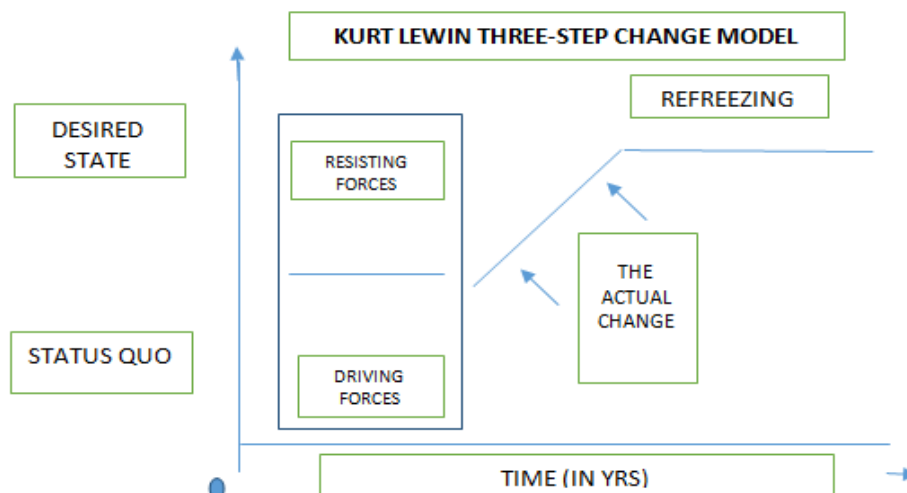 KURT LEWIN THREE-STEP CHANGE MODEL
REFREEZING
DESIRED
STATE
RESISTING
FORCES
THE
ACTUAL
CHANGE
STATUS QUO
DRIVING
FORCES
TIME (IN YRS)